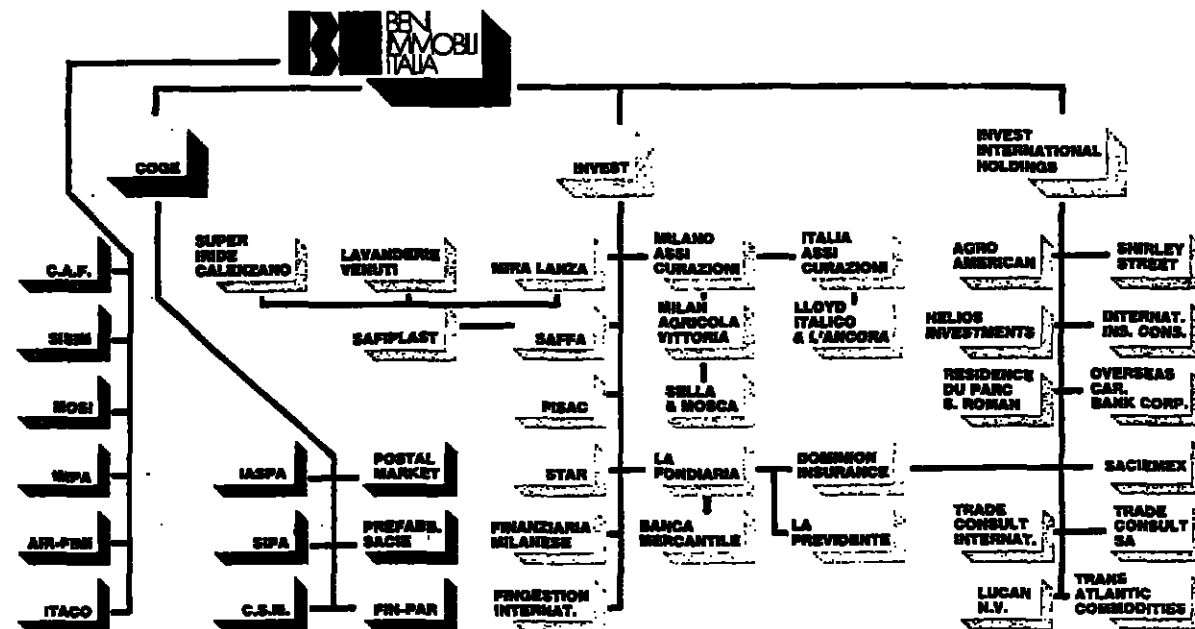 BENI
IMMOBILI
ITALIA
COGE
INVEST
INVEST
INTERNATIONAL
HOLDINGS
SUPER
IRIDE
CALENZANO
LAVANDERIE
VENUTI
MIRA LANZA
MILANO
ASSI
CURAZIONI
ITALIA
ASSI
CURAZIONI
AGRO
AMERICAN
SHIRLEY
STREET
C.A.F.
SAFIPLAST
SAFFA
MILAN
AGRICOLA
VITTORIA
LLOYD
ITALICO
& L'ANCORA
HELIOS
INVESTMENTS
INTERNAT.
INS. CONS.
MOSI
PISAC
SELLA
& MOSCA
RESIDENCE
DU PARC
S. ROMAN
OVERSEAS
CAR.
BANK CORP.
IASPA
POSTAL
MARKET
STAR
LA
FONDIARIA
DOMINION
INSURANCE
SACIEMEX
AIR-FIN
SIPA
PREFABB.
SACIE
FINANZIARIA
MILANESE
BANCA
MERCANTILE
LA
PREVIDENTE
TRADE
CONSULT
INTERNAT.
TRADE
CONSULT
SA
ITACO
C.S.M.
FIN-PAR
FINGESTION
INTERNAT.
LUCAN
N.V.
TRANS
ATLANTIC
COMMODITIES